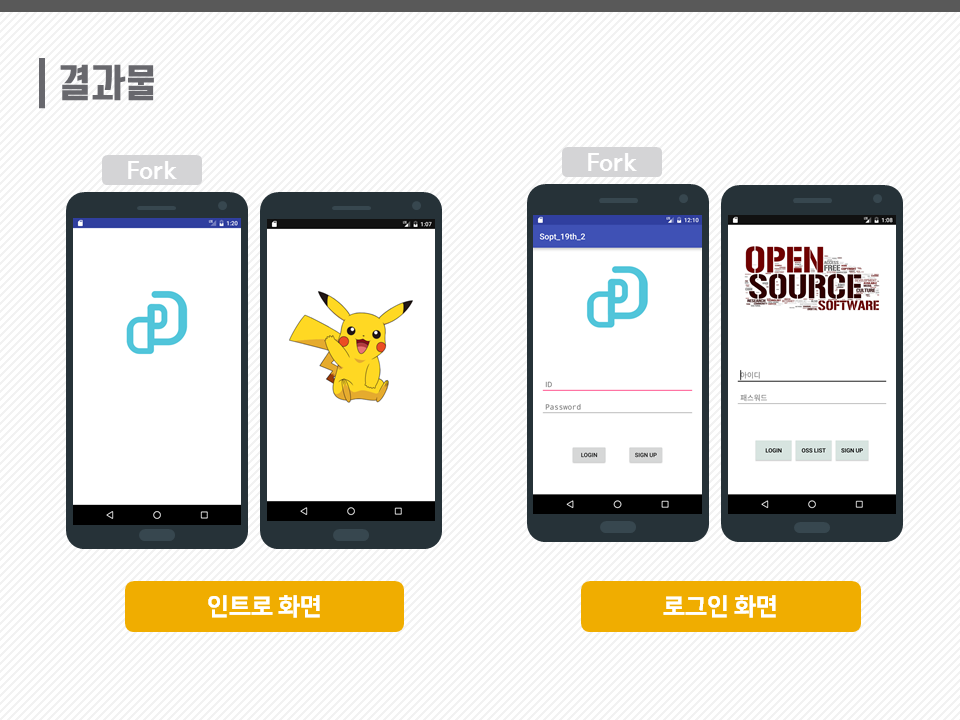 결과물
Fork
Fork
1:20
1:07
12:10
Sopt_19th_2
1:08
OPEN
SOURCE
SOFTWARE
ACCESS
FREE
CULTURE
RESEARCH
ID
Password
LOGIN
SIGN UP
아이디
패스워드
LOGIN
OSS LIST
SIGN UP
인트로 화면
로그인 화면